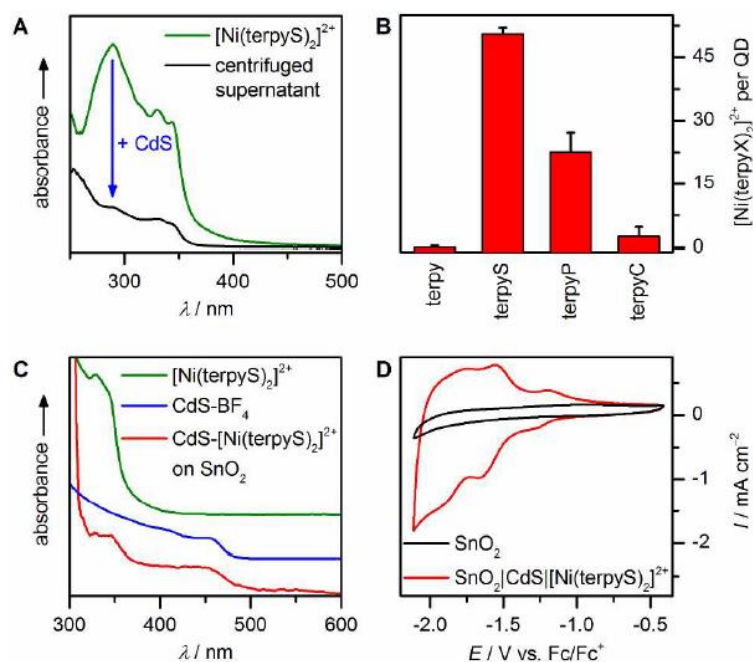 A
[Ni(terpyS)₂]²⁺
centrifuged
supernatant
+ CdS
absorbance
300 400 500
λ / nm
B
45
30
15
0
[Ni(terpyX)₂]²⁺ per QD
terpy terpyS terpyP terpyC
C
[Ni(terpyS)₂]²⁺
CdS-BF₄
CdS-[Ni(terpyS)₂]²⁺
on SnO₂
absorbance
300 400 500 600
λ / nm
D
0
-1
-2
I / mA cm⁻²
SnO₂
SnO₂|CdS|[Ni(terpyS)₂]²⁺
-2.0 -1.5 -1.0 -0.5
E / V vs. Fc/Fc⁺